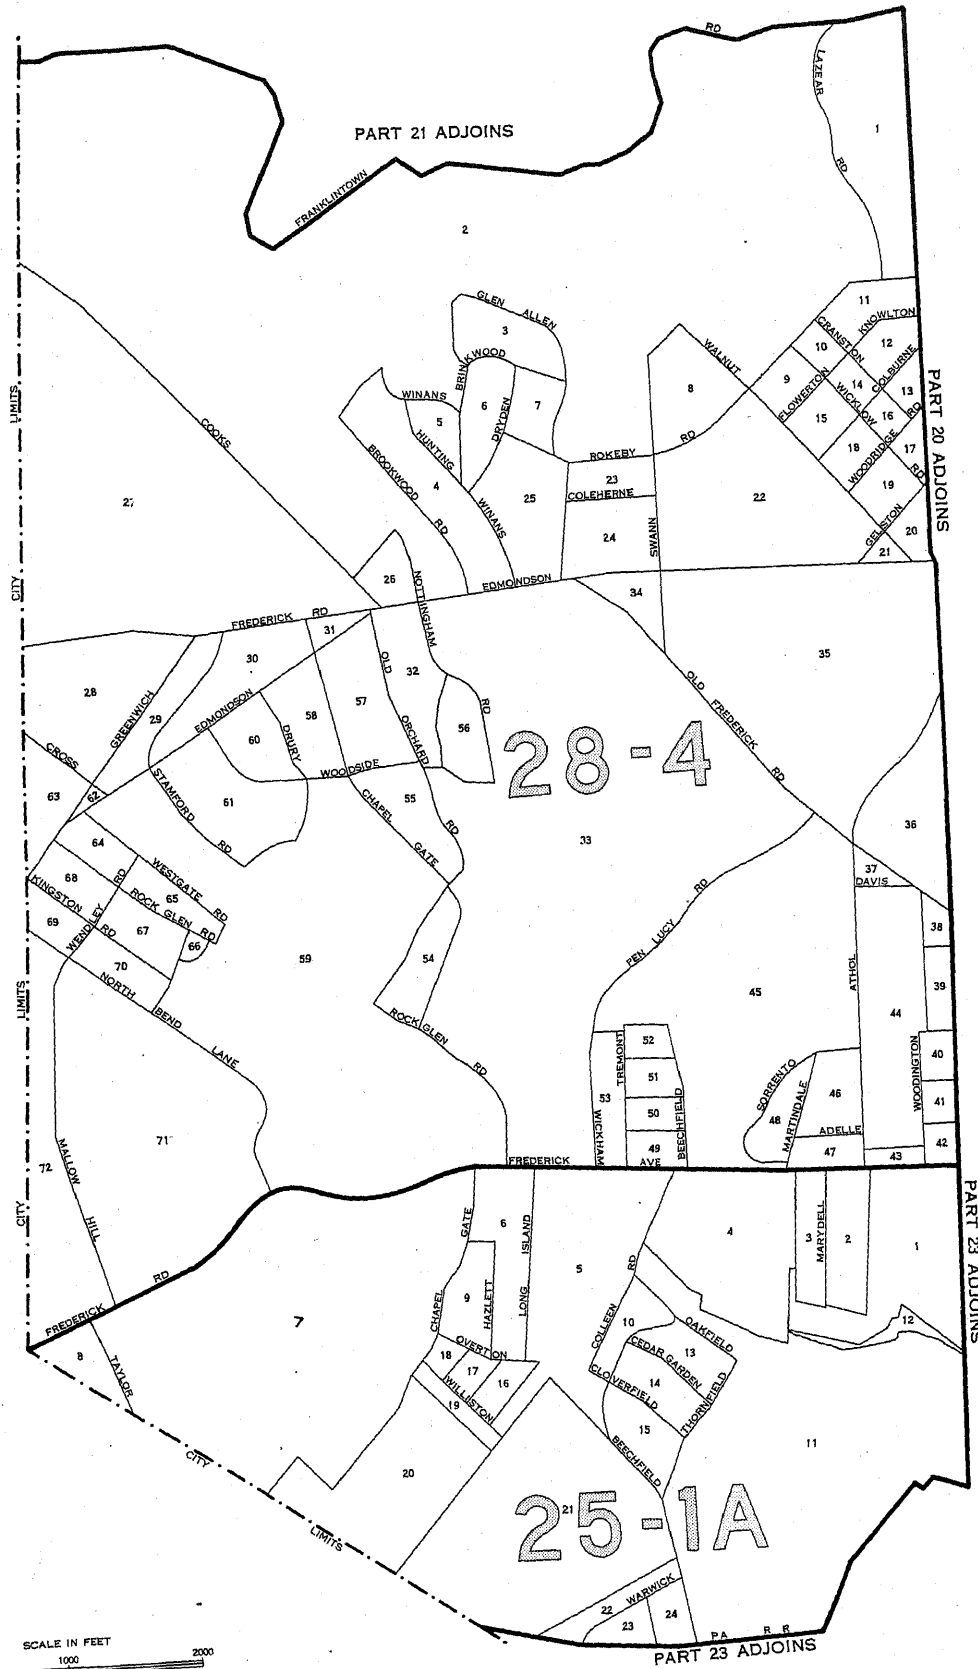 RD
LAZEAR
RD
1
PART 21 ADJOINS
FRANKLINTOWN
2
LIMITS
CITY
COOKS
27
GLEN ALLEN
3
BRINKWOOD
WINANS
5
6
7
DRYDEN
HUNTING
4
BROOKWOOD
RD
WINANS
25
ROKEBY
RD
23
COLEHERNE
24
SWANN
WALNUT
8
22
11
KNOWLTON
CRANSTON
10
12
9
FLOWERTON
14
COLBURNE
13
WICKLOW
RD
15
16
RD
18
WOODRIDGE
17
19
GELSTON
20
21
PART 20 ADJOINS
26
NOTTINGHAM
RD
EDMONDSON
34
35
FREDERICK RD
31
30
28
GREENWICH
29
EDMONDSON
OLD
32
57
58
60
DRURY
ORCHARD
RD
56
WOODSIDE
28-4
OLD FREDERICK RD
CROSS
63
62
STAMFORD
RD
61
CHAPEL
GATE
55
33
36
37
DAVIS
64
68
WESTGATE
RD
65
ROCK GLEN RD
KINGSTON
RD
69
WENDLEY
RD
67
66
70
NORTH
BEND
LANE
59
54
ROCK GLEN
RD
PEN LUCY RD
45
ATHOL
44
38
39
40
41
42
WOODINGTON
52
TREMONT
51
53
50
WICKHAM
49
BEECHFIELD
SORRENTO
48
MARTINDALE
46
ADELLE
47
43
LIMITS
CITY
72
MALLOW
HILL
71
FREDERICK AVE
PART 23 ADJOINS
FREDERICK
RD
8
TAYLOR
7
GATE
CHAPEL
6
ISLAND
LONG
HAZLETT
9
OVERTON
18
17
16
WILLISTON
19
20
5
4
3
MARYDELL
2
1
12
COLLEEN
RD
10
OAKFIELD
13
CEDAR GARDEN
14
CLOVERFIELD
THORNFIELD
15
BEECHFIELD
11
CITY
LIMITS
21
25-1A
22
WARWICK
23
24
PA R R
PART 23 ADJOINS
SCALE IN FEET
1000
2000